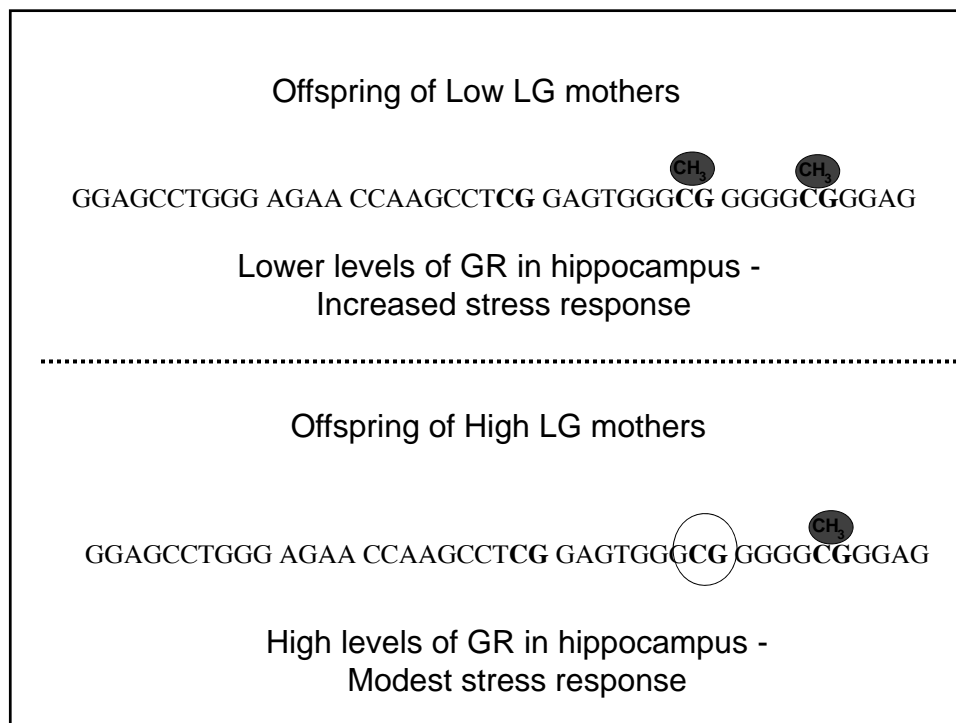 Offspring of Low LG mothers
CH3 CH3
GGAGCCTGGG AGAA CCAAGCCTCG GAGTGGGCG GGGGCGGGAG
Lower levels of GR in hippocampus -
Increased stress response
Offspring of High LG mothers
CH3
GGAGCCTGGG AGAA CCAAGCCTCG GAGTGGGCG GGGGCGGGAG
High levels of GR in hippocampus -
Modest stress response